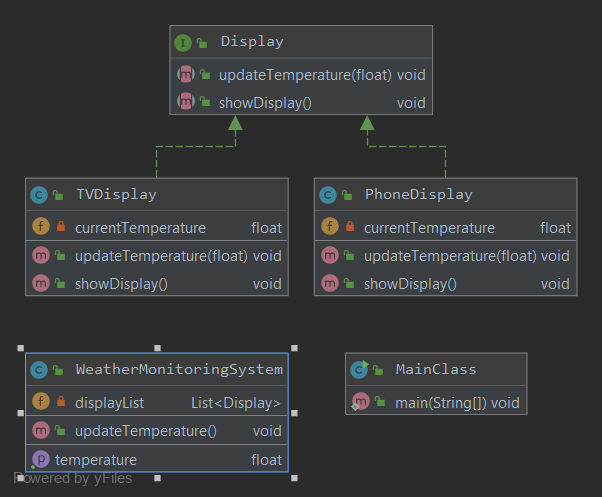 Display
updateTemperature(float) void
showDisplay() void
TVDisplay
currentTemperature float
updateTemperature(float) void
showDisplay() void
PhoneDisplay
currentTemperature float
updateTemperature(float) void
showDisplay() void
WeatherMonitoringSystem
displayList List<Display>
updateTemperature() void
temperature float
MainClass
main(String[]) void
Powered by yFiles